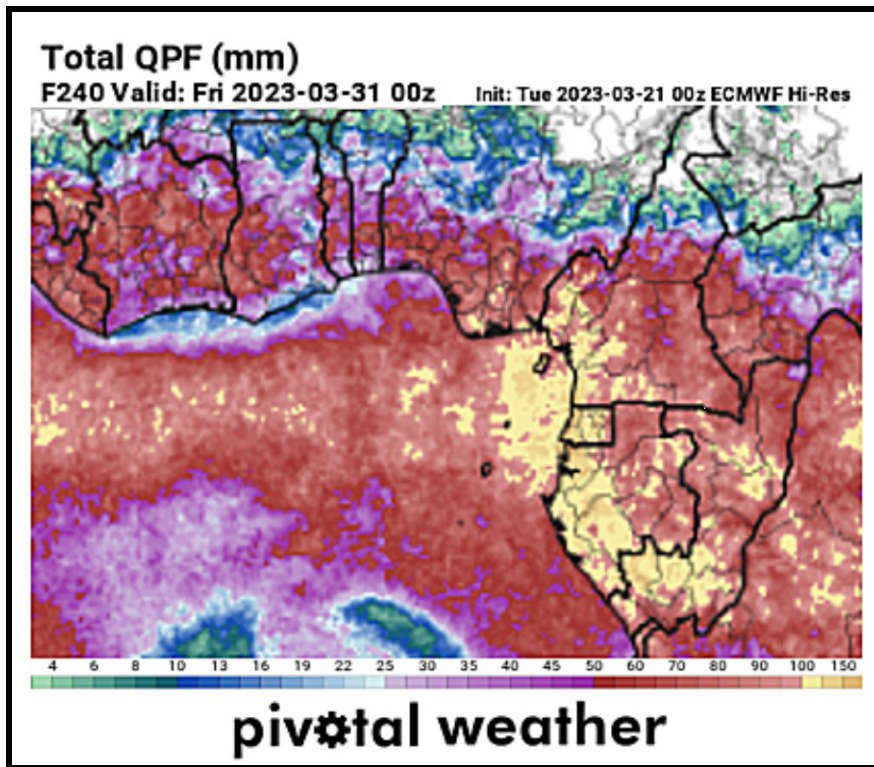 Total QPF (mm)
F240 Valid: Fri 2023-03-31 00z Init: Tue 2023-03-21 00z ECMWF Hi-Res
4 6 8 10 13 16 19 22 25 30 35 40 45 50 60 70 80 90 100 150
pivotal weather